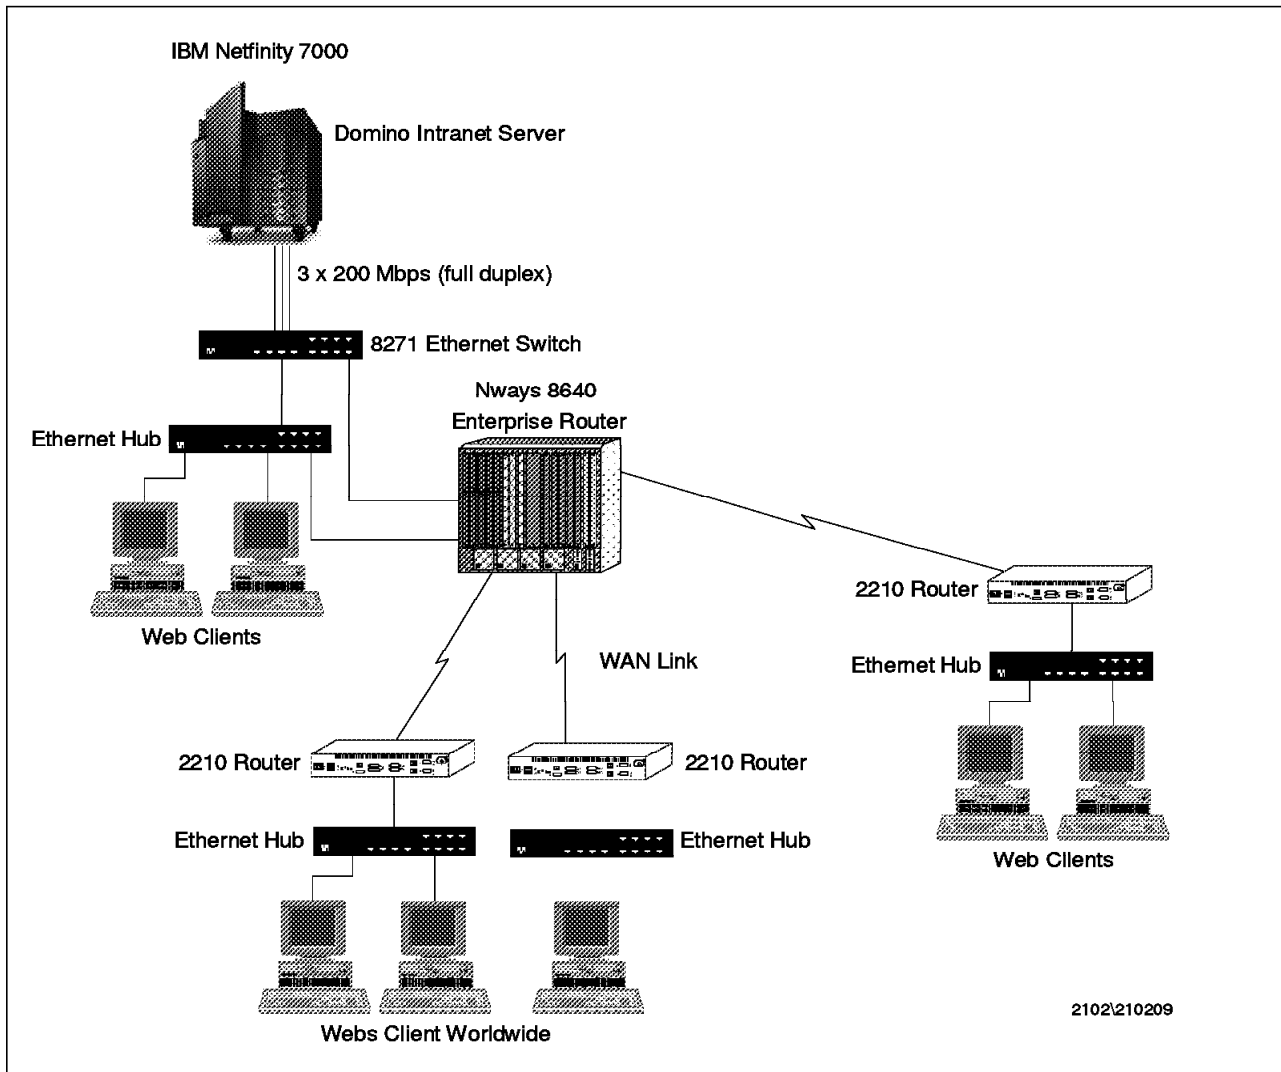 IBM Netfinity 7000
Domino Intranet Server
3 x 200 Mbps (full duplex)
8271 Ethernet Switch
Nways 8640
Enterprise Router
Ethernet Hub
Web Clients
2210 Router
Ethernet Hub
WAN Link
2210 Router
2210 Router
Ethernet Hub
Ethernet Hub
Web Clients
Webs Client Worldwide
2102\210209